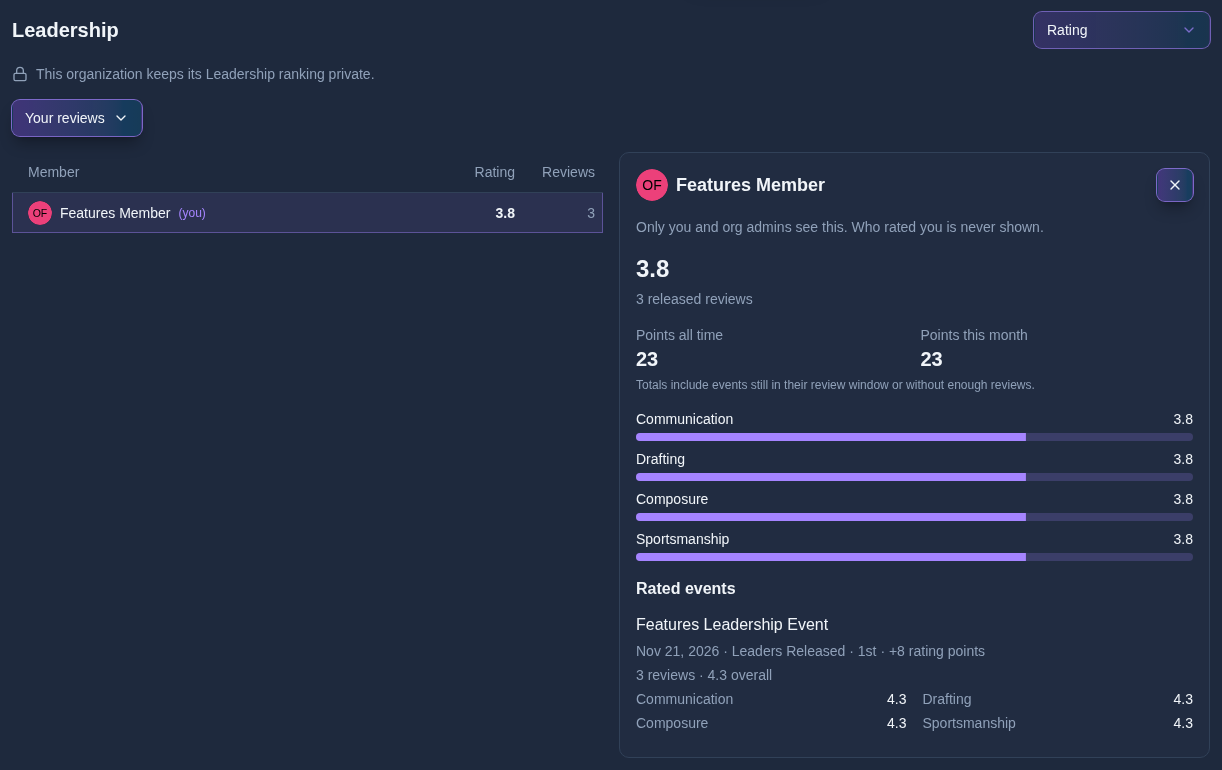 Leadership
Rating
This organization keeps its Leadership ranking private.
Your reviews
Member Rating Reviews
OF Features Member (you) 3.8 3
OF Features Member
Only you and org admins see this. Who rated you is never shown.
3.8
3 released reviews
Points all time Points this month
23 23
Totals include events still in their review window or without enough reviews.
Communication 3.8
Drafting 3.8
Composure 3.8
Sportsmanship 3.8
Rated events
Features Leadership Event
Nov 21, 2026 · Leaders Released · 1st · +8 rating points
3 reviews · 4.3 overall
Communication 4.3 Drafting 4.3
Composure 4.3 Sportsmanship 4.3